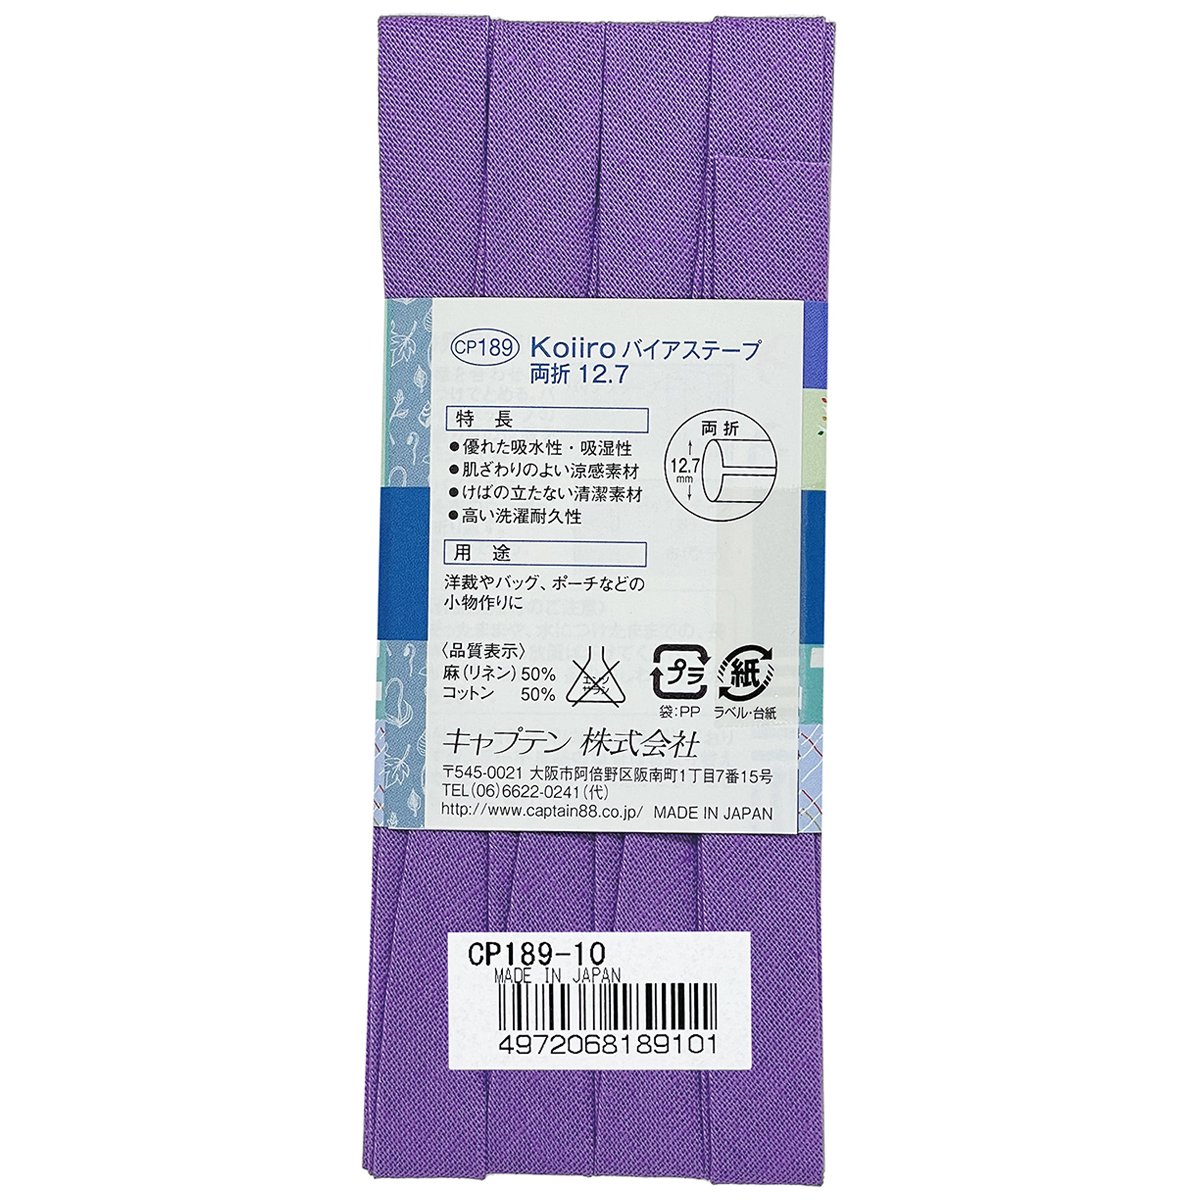 CP189 Koiiro バイアステープ
両折 12.7
特 長
●優れた吸水性・吸湿性
●肌ざわりのよい涼感素材
●けばの立たない清潔素材
●高い洗濯耐久性
両 折
12.7
mm
用 途
洋裁やバッグ、ポーチなどの
小物作りに
〈品質表示〉
麻（リネン）50%
コットン 50%
エンソ
サラシ
プラ
袋：PP
紙
ラベル・台紙
キャプテン 株式会社
〒545-0021 大阪市阿倍野区阪南町1丁目7番15号
TEL（06）6622-0241（代）
http://www.captain88.co.jp/ MADE IN JAPAN
CP189-10
MADE IN JAPAN
4972068189101